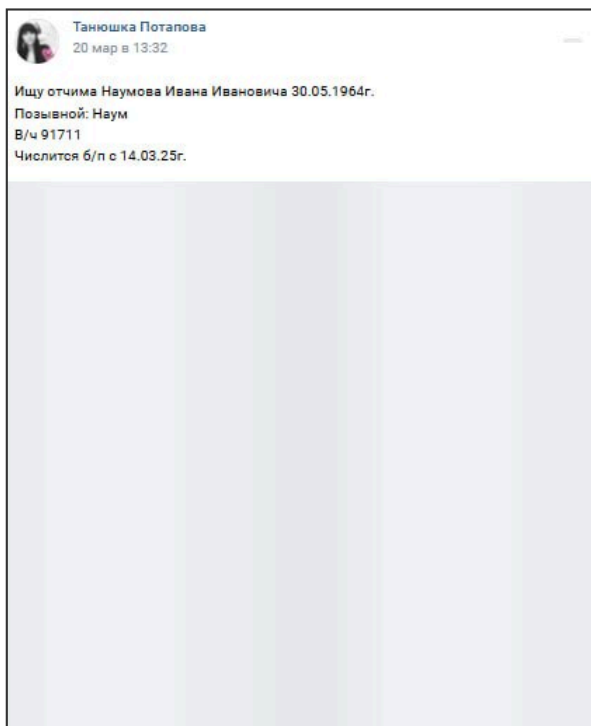 Танюшка Потапова
20 мар в 13:32
Ищу отчима Наумова Ивана Ивановича 30.05.1964г.
Позывной: Наум
В/ч 91711
Числится б/п с 14.03.25г.